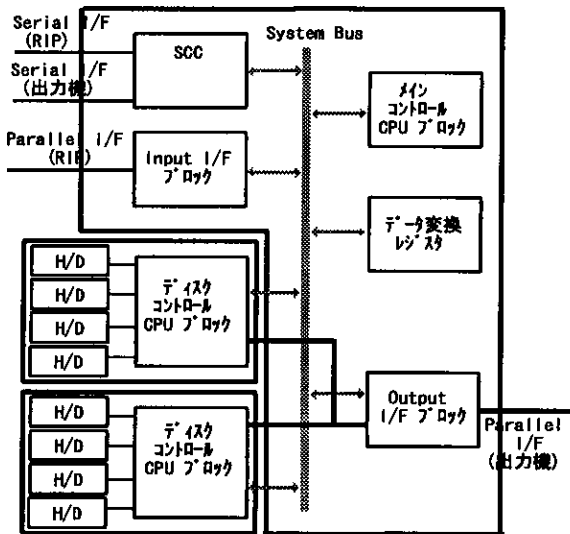 Serial I/F
(RIP)
Serial I/F
(出力機)
Parallel I/F
(RIP)
SCC
Input I/F
ブロック
System Bus
メイン
コントロール
CPU ブロック
データ変換
レジスタ
H/D
H/D
H/D
H/D
ディスク
コントロール
CPU ブロック
H/D
H/D
H/D
H/D
ディスク
コントロール
CPU ブロック
Output
I/F ブロック
Parallel
I/F
(出力機)